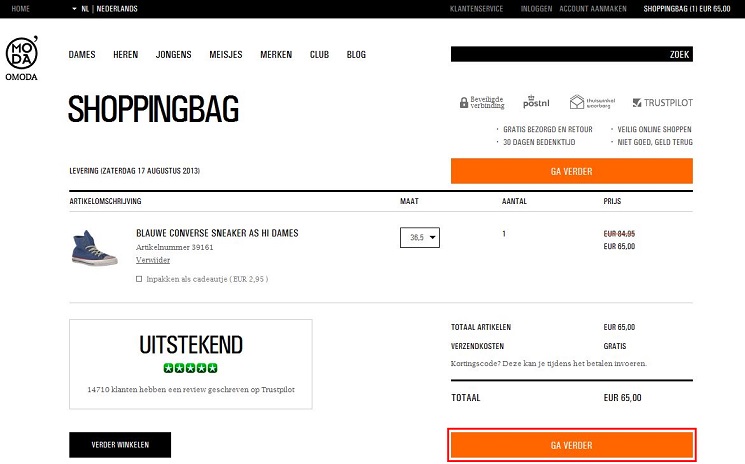 HOME
NL | NEDERLANDS
KLANTENSERVICE
INLOGGEN
ACCOUNT AANMAKEN
SHOPPINGBAG (1) EUR 65,00
MO'
DA
OMODA
DAMES
HEREN
JONGENS
MEISJES
MERKEN
CLUB
BLOG
ZOEK
SHOPPINGBAG
Beveiligde
verbinding
postnl
thuiswinkel
waarborg
TRUSTPILOT
· GRATIS BEZORGD EN RETOUR
· VEILIG ONLINE SHOPPEN
· 30 DAGEN BEDENKTIJD
· NIET GOED, GELD TERUG
LEVERING (ZATERDAG 17 AUGUSTUS 2013)
GA VERDER
ARTIKELOMSCHRIJVING
MAAT
AANTAL
PRIJS
BLAUWE CONVERSE SNEAKER AS HI DAMES
36,5
1
EUR 84,95
Artikelnummer 39161
EUR 65,00
Verwijder
Inpakken als cadeautje ( EUR 2,95 )
UITSTEKEND
14710 klanten hebben een review geschreven op Trustpilot
TOTAAL ARTIKELEN
EUR 65,00
VERZENDKOSTEN
GRATIS
Kortingscode? Deze kan je tijdens het betalen invoeren.
TOTAAL
EUR 65,00
VERDER WINKELEN
GA VERDER